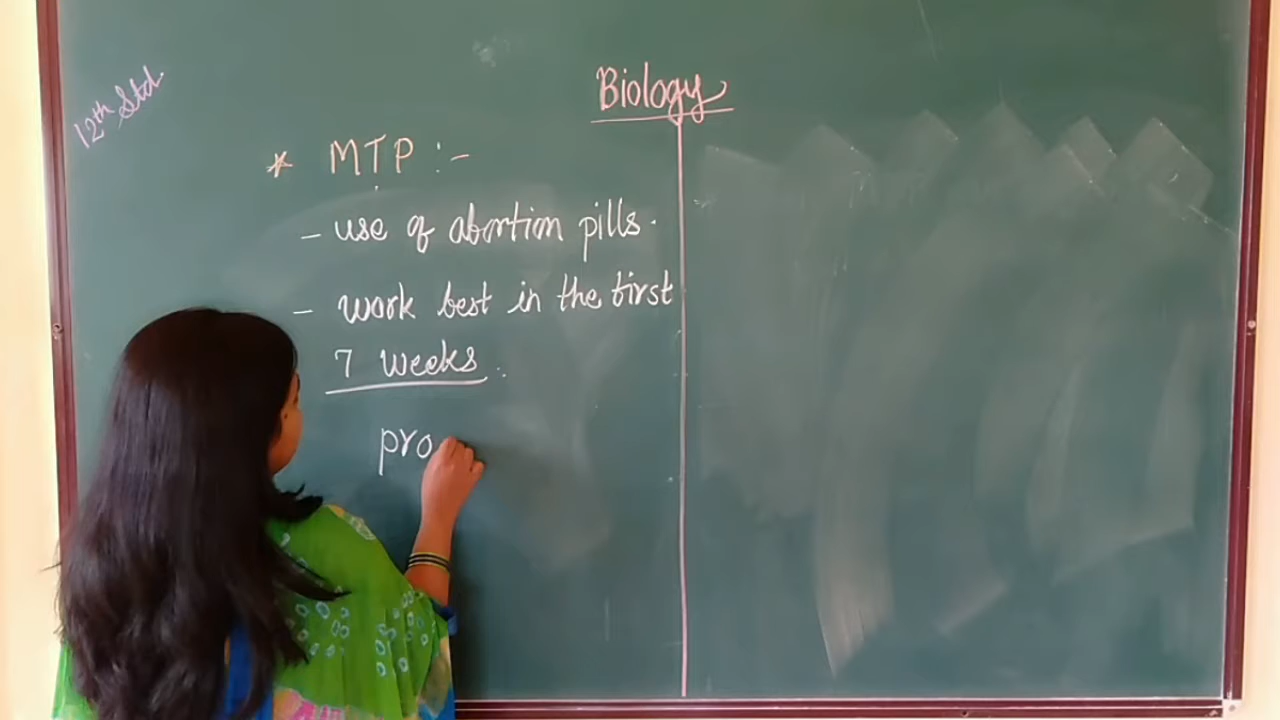 12th Std.
Biology
* MTP :-
- use of abortion pills.
- work best in the first
7 weeks.
pro